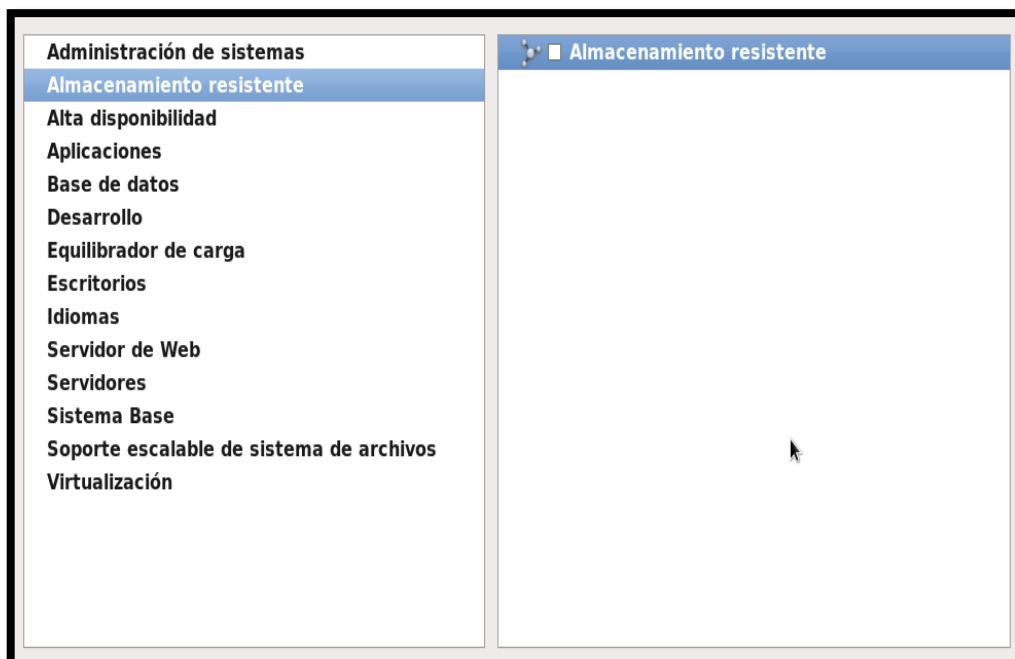 Administración de sistemas
Almacenamiento resistente
Alta disponibilidad
Aplicaciones
Base de datos
Desarrollo
Equilibrador de carga
Escritorios
Idiomas
Servidor de Web
Servidores
Sistema Base
Soporte escalable de sistema de archivos
Virtualización
Almacenamiento resistente